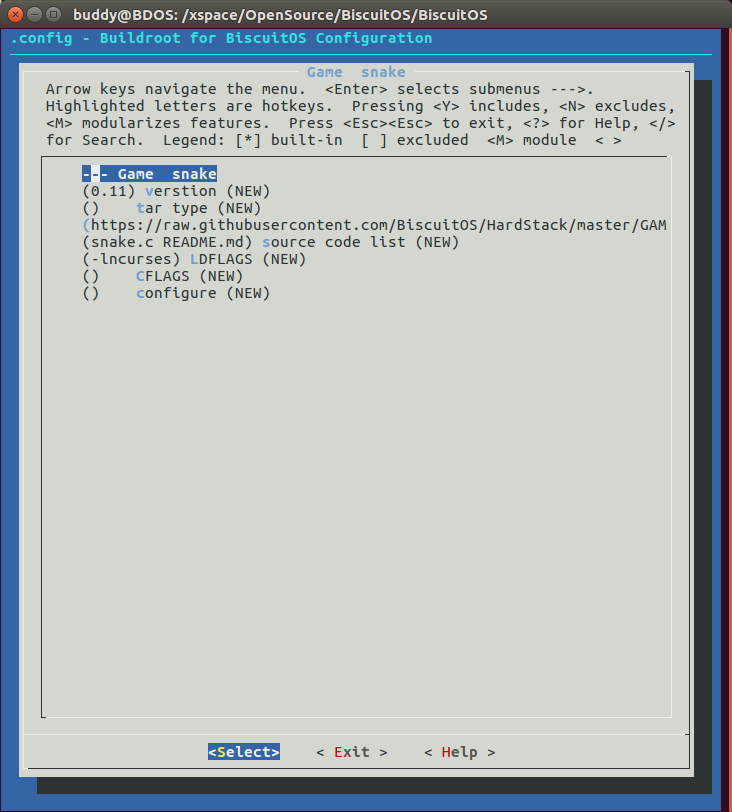 buddy@BDOS: /xspace/OpenSource/BiscuitOS/BiscuitOS
.config - Buildroot for BiscuitOS Configuration
Game  snake
Arrow keys navigate the menu.  <Enter> selects submenus --->.
Highlighted letters are hotkeys.  Pressing <Y> includes, <N> excludes,
<M> modularizes features.  Press <Esc><Esc> to exit, <?> for Help, </>
for Search.  Legend: [*] built-in  [ ] excluded  <M> module  < >
--- Game  snake
(0.11) verstion (NEW)
()    tar type (NEW)
(https://raw.githubusercontent.com/BiscuitOS/HardStack/master/GAM
(snake.c README.md) source code list (NEW)
(-lncurses) LDFLAGS (NEW)
()    CFLAGS (NEW)
()    configure (NEW)
<Select>    < Exit >    < Help >